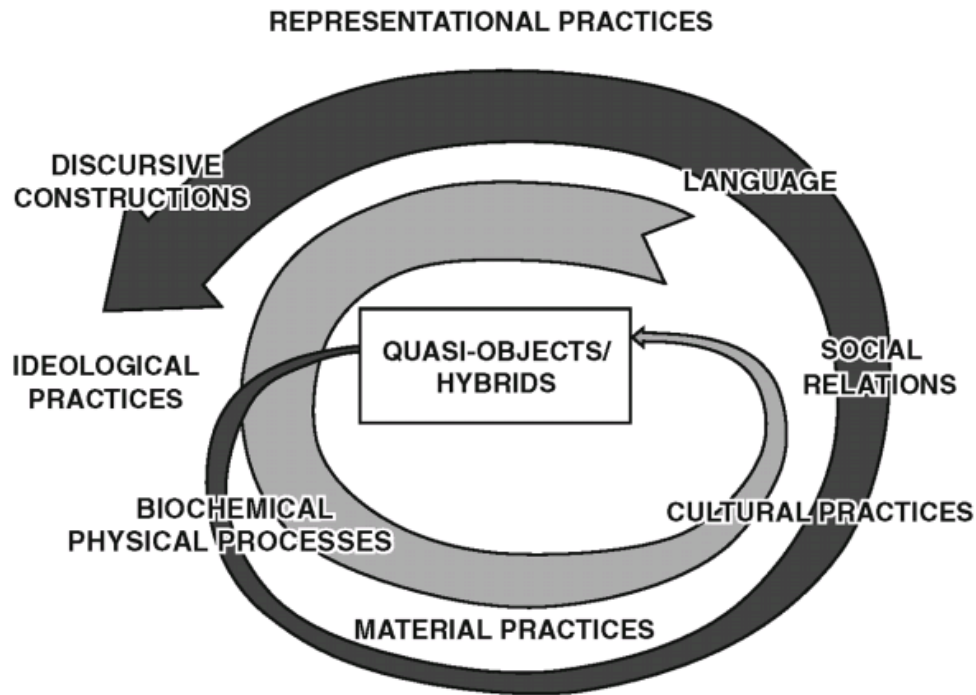 REPRESENTATIONAL PRACTICES
DISCURSIVE
CONSTRUCTIONS
LANGUAGE
IDEOLOGICAL
PRACTICES
QUASI-OBJECTS/
HYBRIDS
SOCIAL
RELATIONS
BIOCHEMICAL
PHYSICAL PROCESSES
CULTURAL PRACTICES
MATERIAL PRACTICES